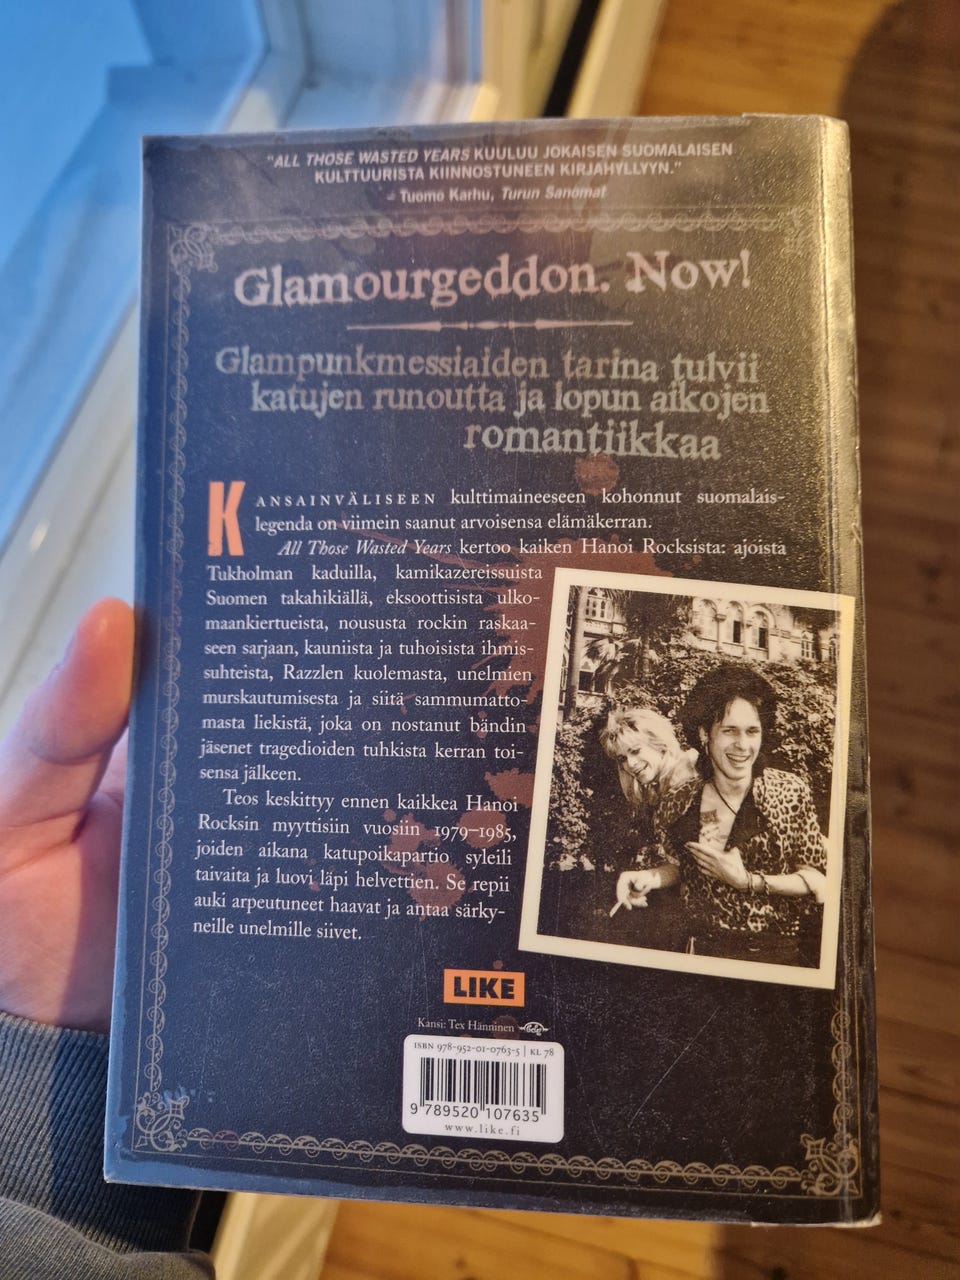 "ALL THOSE WASTED YEARS KUULUU JOKAISEN SUOMALAISEN
KULTTUURISTA KIINNOSTUNEEN KIRJAHYLLYYN."
– Tuomo Karhu, Turun Sanomat
Glamourgeddon. Now!
Glampunkmessiaiden tarina tulvii
katujen runoutta ja lopun aikojen
romantiikkaa
KANSAINVÄLISEEN kulttimaineeseen kohonnut suomalais-
legenda on viimein saanut arvoisensa elämäkerran.
All Those Wasted Years kertoo kaiken Hanoi Rocksista: ajoista
Tukholman kaduilla, kamikazereissuista
Suomen takahikiällä, eksoottisista ulko-
maankiertueista, noususta rockin raskaa-
seen sarjaan, kauniista ja tuhoisista ihmis-
suhteista, Razzlen kuolemasta, unelmien
murskautumisesta ja siitä sammumatto-
masta liekistä, joka on nostanut bändin
jäsenet tragedioiden tuhkista kerran toi-
sensa jälkeen.
Teos keskittyy ennen kaikkea Hanoi
Rocksin myyttisiin vuosiin 1979–1985,
joiden aikana katupoikapartio syleili
taivaita ja luovi läpi helvettien. Se repii
auki arpeutuneet haavat ja antaa särky-
neille unelmille siivet.
LIKE
Kansi: Tex Hänninen
ISBN 978-952-01-0763-5 | KL 78
9 789520 107635
www.like.fi